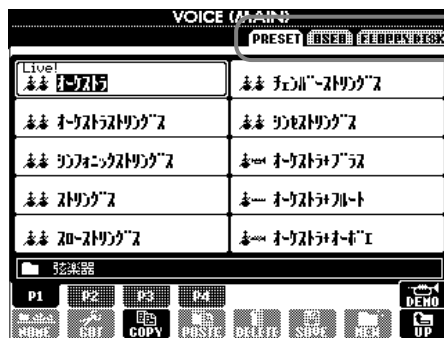 VOICE (MAIN)
PRESET USER FLOPPY DISK
Live!
オーケストラ
チェンバーストリングス
オーケストラストリングス
シンセストリングス
シンフォニックストリングス
オーケストラ+ブラス
ストリングス
オーケストラ+フルート
スローストリングス
オーケストラ+オーボエ
弦楽器
P1 P2 P3 P4
DEMO
NAME CUT COPY PASTE DELETE SAVE NEW UP